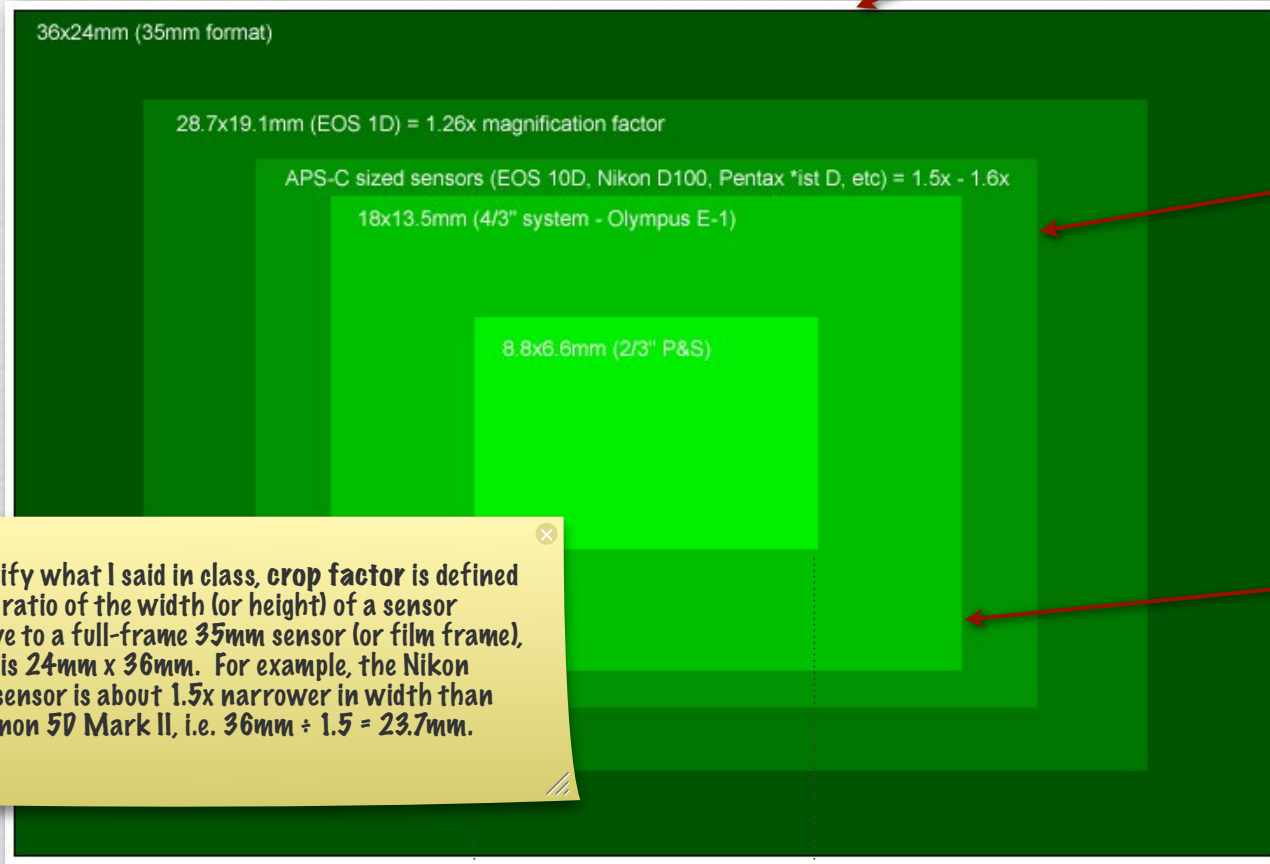 36x24mm (35mm format)
28.7x19.1mm (EOS 1D) = 1.26x magnification factor
APS-C sized sensors (EOS 10D, Nikon D100, Pentax *ist D, etc) = 1.5x - 1.6x
18x13.5mm (4/3" system - Olympus E-1)
8.8x6.6mm (2/3" P&S)
what I said in class, crop factor is defined
ratio of the width (or height) of a sensor
to a full-frame 35mm sensor (or film frame),
is 24mm x 36mm. For example, the Nikon
sensor is about 1.5x narrower in width than
5D Mark II, i.e. 36mm ÷ 1.5 = 23.7mm.